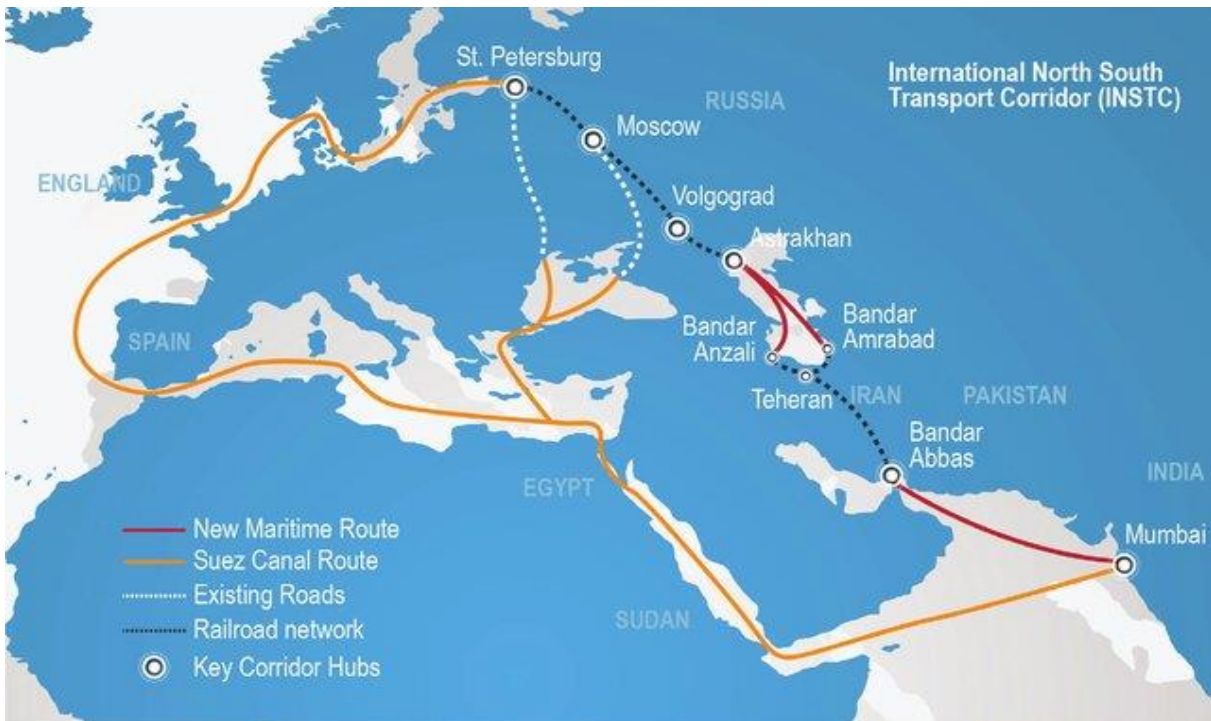 St. Petersburg
International North South
Transport Corridor (INSTC)
RUSSIA
Moscow
ENGLAND
Volgograd
Astrakhan
SPAIN
Bandar
Anzali
Bandar
Amrabad
Teheran
IRAN
PAKISTAN
Bandar
Abbas
EGYPT
INDIA
New Maritime Route
Mumbai
Suez Canal Route
Existing Roads
SUDAN
Railroad network
Key Corridor Hubs